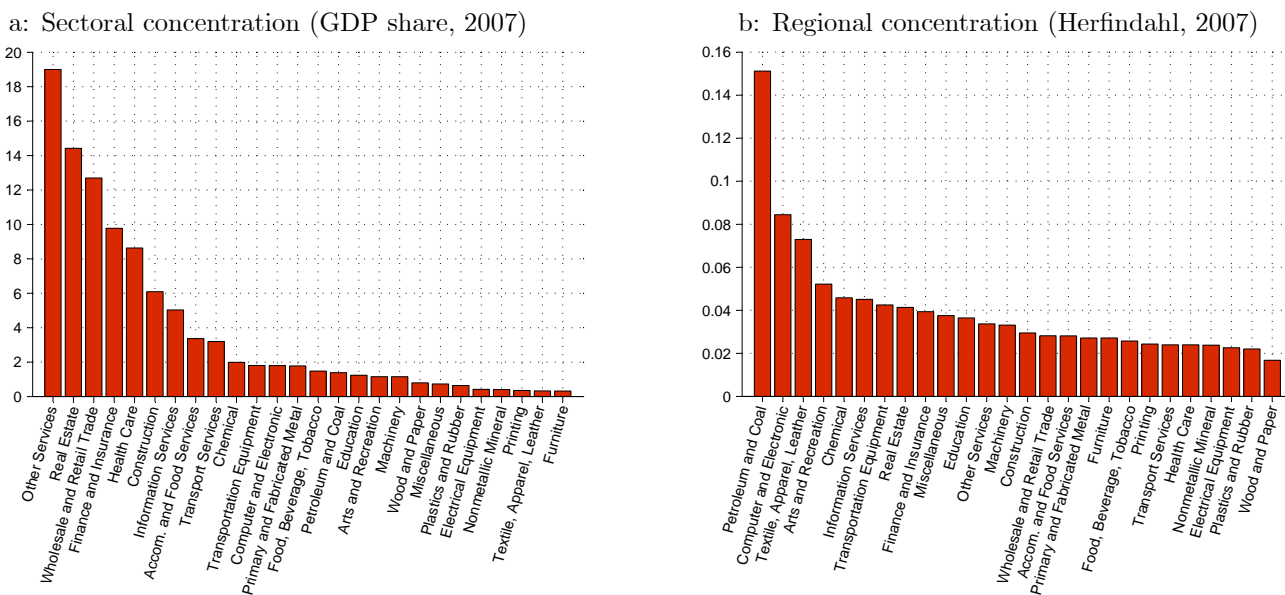 a: Sectoral concentration (GDP share, 2007)
20
18
16
14
12
10
8
6
4
2
0
Other Services
Real Estate
Wholesale and Retail Trade
Finance and Insurance
Health Care
Construction
Information Services
Accom. and Food Services
Transport Services
Chemical
Transportation Equipment
Computer and Electronic
Primary and Fabricated Metal
Food, Beverage, Tobacco
Petroleum and Coal
Education
Arts and Recreation
Machinery
Wood and Paper
Miscellaneous
Plastics and Rubber
Electrical Equipment
Nonmetallic Mineral
Printing
Textile, Apparel, Leather
Furniture
b: Regional concentration (Herfindahl, 2007)
0.16
0.14
0.12
0.1
0.08
0.06
0.04
0.02
0
Petroleum and Coal
Computer and Electronic
Textile, Apparel, Leather
Arts and Recreation
Chemical
Information Services
Transportation Equipment
Real Estate
Finance and Insurance
Miscellaneous
Education
Other Services
Machinery
Construction
Wholesale and Retail Trade
Accom. and Food Services
Primary and Fabricated Metal
Furniture
Food, Beverage, Tobacco
Printing
Transport Services
Health Care
Nonmetallic Mineral
Electrical Equipment
Plastics and Rubber
Wood and Paper